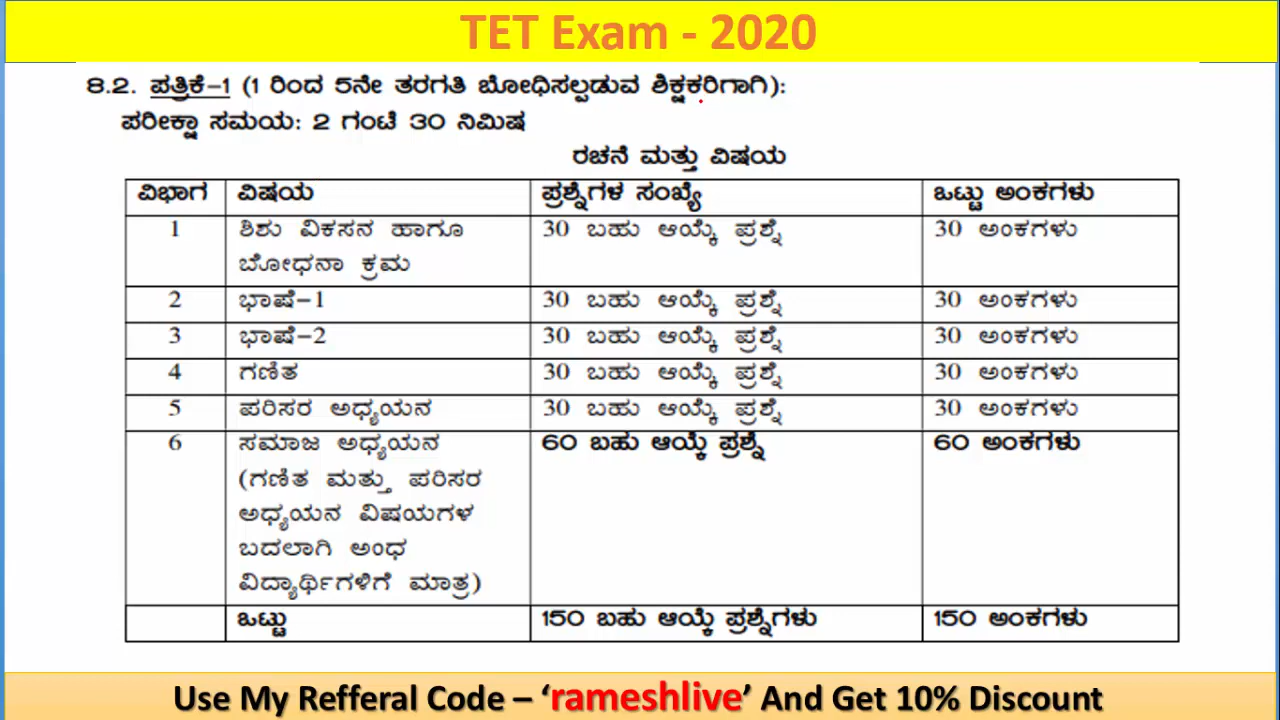 TET Exam - 2020
8.2. ಪತ್ರಿಕೆ-1 (1 ರಿಂದ 5ನೇ ತರಗತಿ ಬೋಧಿಸಲ್ಪಡುವ ಶಿಕ್ಷಕರಿಗಾಗಿ):
ಪರೀಕ್ಷಾ ಸಮಯ: 2 ಗಂಟೆ 30 ನಿಮಿಷ
ರಚನೆ ಮತ್ತು ವಿಷಯ
ವಿಭಾಗ ವಿಷಯ ಪ್ರಶ್ನೆಗಳ ಸಂಖ್ಯೆ ಒಟ್ಟು ಅಂಕಗಳು
1 ಶಿಶು ವಿಕಸನ ಹಾಗೂ 30 ಬಹು ಆಯ್ಕೆ ಪ್ರಶ್ನೆ 30 ಅಂಕಗಳು
ಬೋಧನಾ ಕ್ರಮ
2 ಭಾಷೆ-1 30 ಬಹು ಆಯ್ಕೆ ಪ್ರಶ್ನೆ 30 ಅಂಕಗಳು
3 ಭಾಷೆ-2 30 ಬಹು ಆಯ್ಕೆ ಪ್ರಶ್ನೆ 30 ಅಂಕಗಳು
4 ಗಣಿತ 30 ಬಹು ಆಯ್ಕೆ ಪ್ರಶ್ನೆ 30 ಅಂಕಗಳು
5 ಪರಿಸರ ಅಧ್ಯಯನ 30 ಬಹು ಆಯ್ಕೆ ಪ್ರಶ್ನೆ 30 ಅಂಕಗಳು
6 ಸಮಾಜ ಅಧ್ಯಯನ 60 ಬಹು ಆಯ್ಕೆ ಪ್ರಶ್ನೆ 60 ಅಂಕಗಳು
(ಗಣಿತ ಮತ್ತು ಪರಿಸರ
ಅಧ್ಯಯನ ವಿಷಯಗಳ
ಬದಲಾಗಿ ಅಂಧ
ವಿದ್ಯಾರ್ಥಿಗಳಿಗೆ ಮಾತ್ರ)
ಒಟ್ಟು 150 ಬಹು ಆಯ್ಕೆ ಪ್ರಶ್ನೆಗಳು 150 ಅಂಕಗಳು
Use My Refferal Code – ‘rameshlive’ And Get 10% Discount